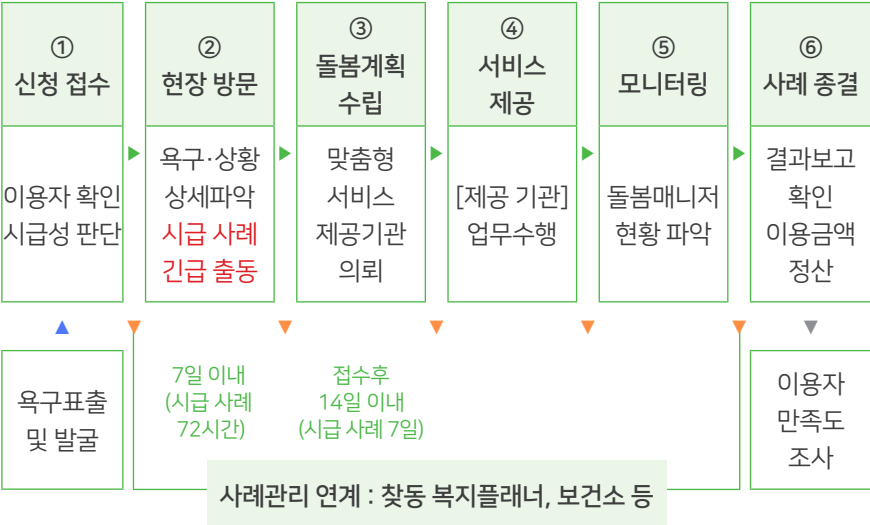 ①
신청 접수
이용자 확인
시급성 판단
②
현장 방문
욕구·상황
상세파악
시급 사례
긴급 출동
③
돌봄계획
수립
맞춤형
서비스
제공기관
의뢰
④
서비스
제공
[제공 기관]
업무수행
⑤
모니터링
돌봄매니저
현황 파악
⑥
사례 종결
결과보고
확인
이용금액
정산
욕구표출
및 발굴
7일 이내
(시급 사례
72시간)
접수후
14일 이내
(시급 사례 7일)
이용자
만족도
조사
사례관리 연계 : 찾동 복지플래너, 보건소 등